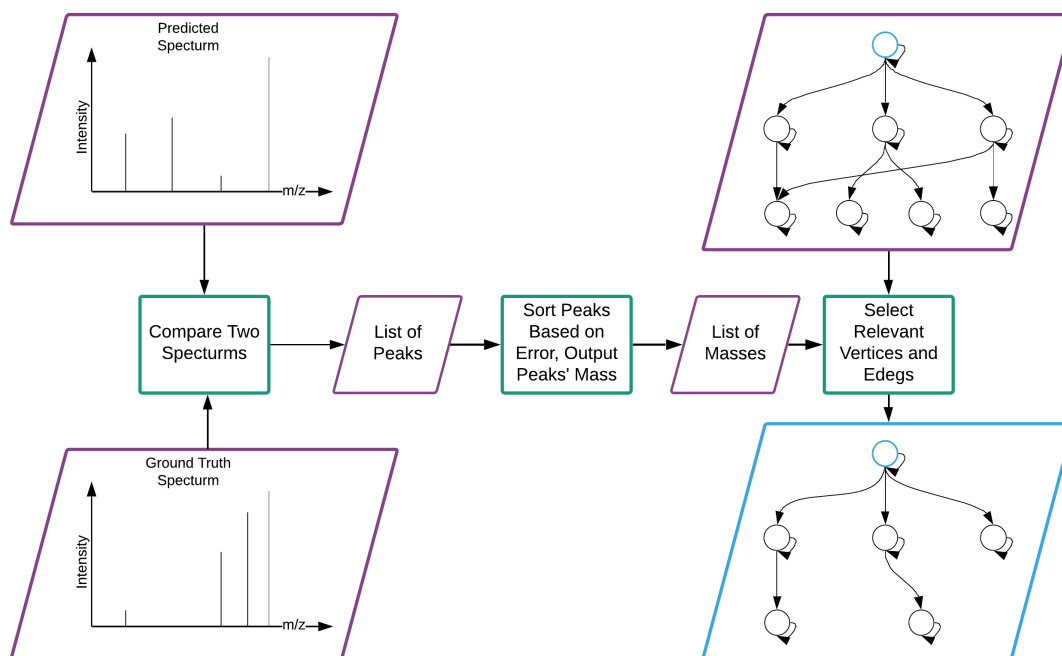 Predicted
Specturm
Intensity
m/z
Compare Two
Specturms
List of
Peaks
Sort Peaks
Based on
Error, Output
Peaks' Mass
List of
Masses
Select
Relevant
Vertices and
Edegs
Ground Truth
Specturm
Intensity
m/z